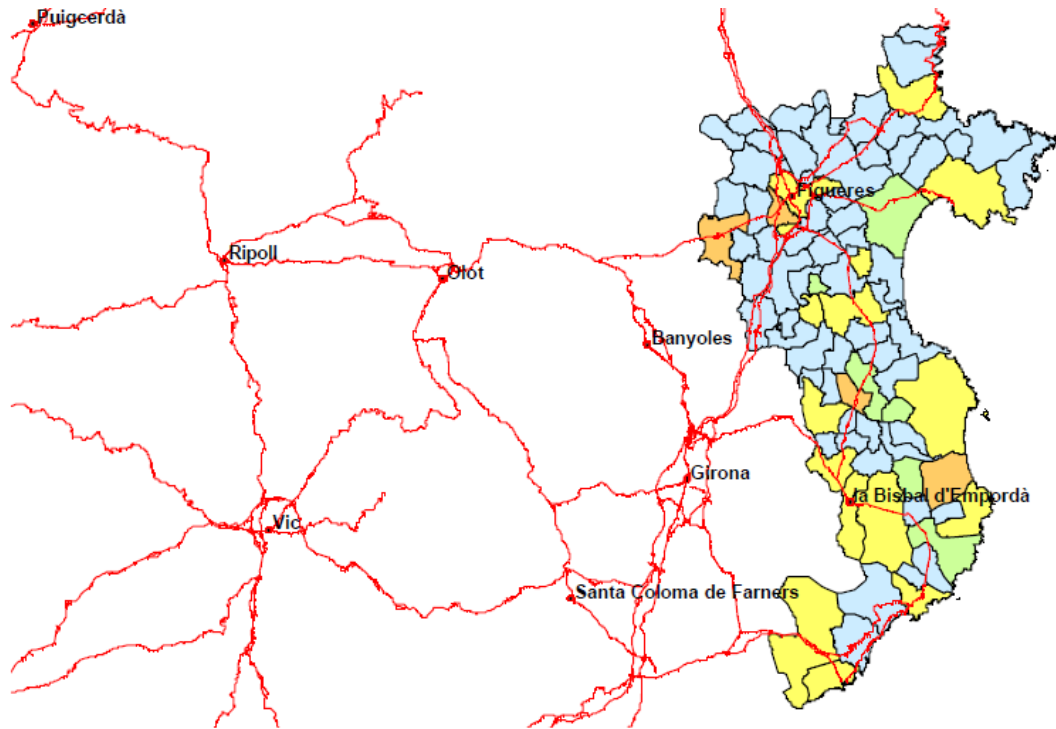 Puigcerdà
Figueres
Ripoll
Olot
Banyoles
Girona
la Bisbal d'Empordà
Vic
Santa Coloma de Farners